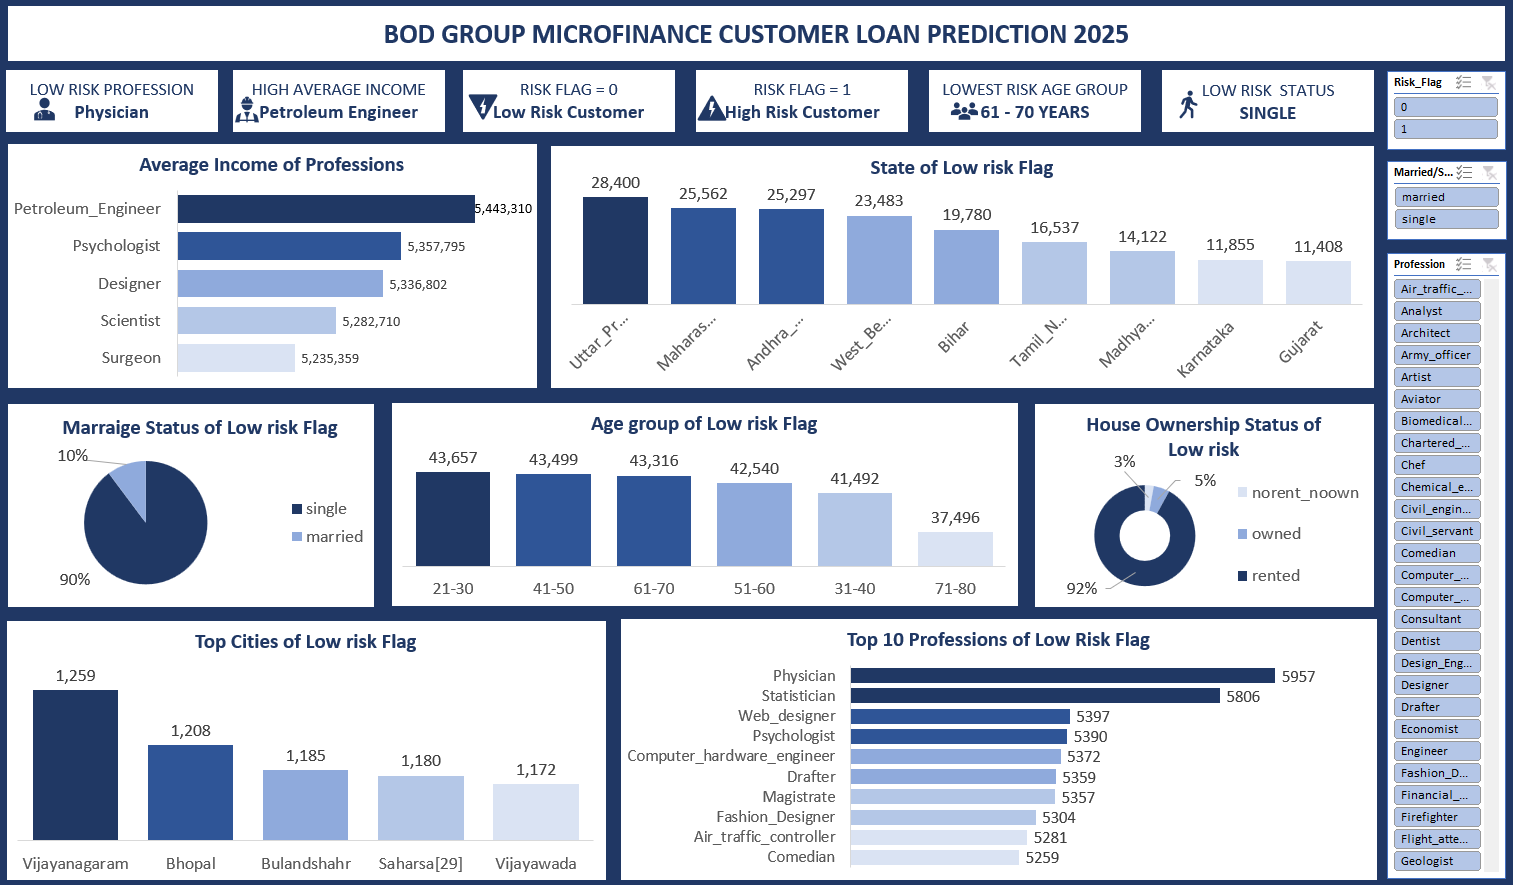 BOD GROUP MICROFINANCE CUSTOMER LOAN PREDICTION 2025
LOW RISK PROFESSION
Physician
HIGH AVERAGE INCOME
Petroleum Engineer
RISK FLAG = 0
Low Risk Customer
RISK FLAG = 1
High Risk Customer
LOWEST RISK AGE GROUP
61 - 70 YEARS
LOW RISK STATUS
SINGLE
Risk_Flag
0
1
Married/S...
married
single
Profession
Air_traffic_...
Analyst
Architect
Army_officer
Artist
Aviator
Biomedical...
Chartered_...
Chef
Chemical_e...
Civil_engin...
Civil_servant
Comedian
Computer_...
Computer_...
Consultant
Dentist
Design_Eng...
Designer
Drafter
Economist
Engineer
Fashion_D...
Financial_...
Firefighter
Flight_atte...
Geologist
Average Income of Professions
Petroleum_Engineer 5,443,310
Psychologist 5,357,795
Designer 5,336,802
Scientist 5,282,710
Surgeon 5,235,359
State of Low risk Flag
28,400 25,562 25,297 23,483 19,780 16,537 14,122 11,855 11,408
Uttar_Pr... Maharas... Andhra_... West_Be... Bihar Tamil_N... Madhya... Karnataka Gujarat
Marraige Status of Low risk Flag
10%
90%
single
married
Age group of Low risk Flag
43,657 43,499 43,316 42,540 41,492 37,496
21-30 41-50 61-70 51-60 31-40 71-80
House Ownership Status of
Low risk
3%
5%
92%
norent_noown
owned
rented
Top Cities of Low risk Flag
1,259 1,208 1,185 1,180 1,172
Vijayanagaram Bhopal Bulandshahr Saharsa[29] Vijayawada
Top 10 Professions of Low Risk Flag
Physician 5957
Statistician 5806
Web_designer 5397
Psychologist 5390
Computer_hardware_engineer 5372
Drafter 5359
Magistrate 5357
Fashion_Designer 5304
Air_traffic_controller 5281
Comedian 5259